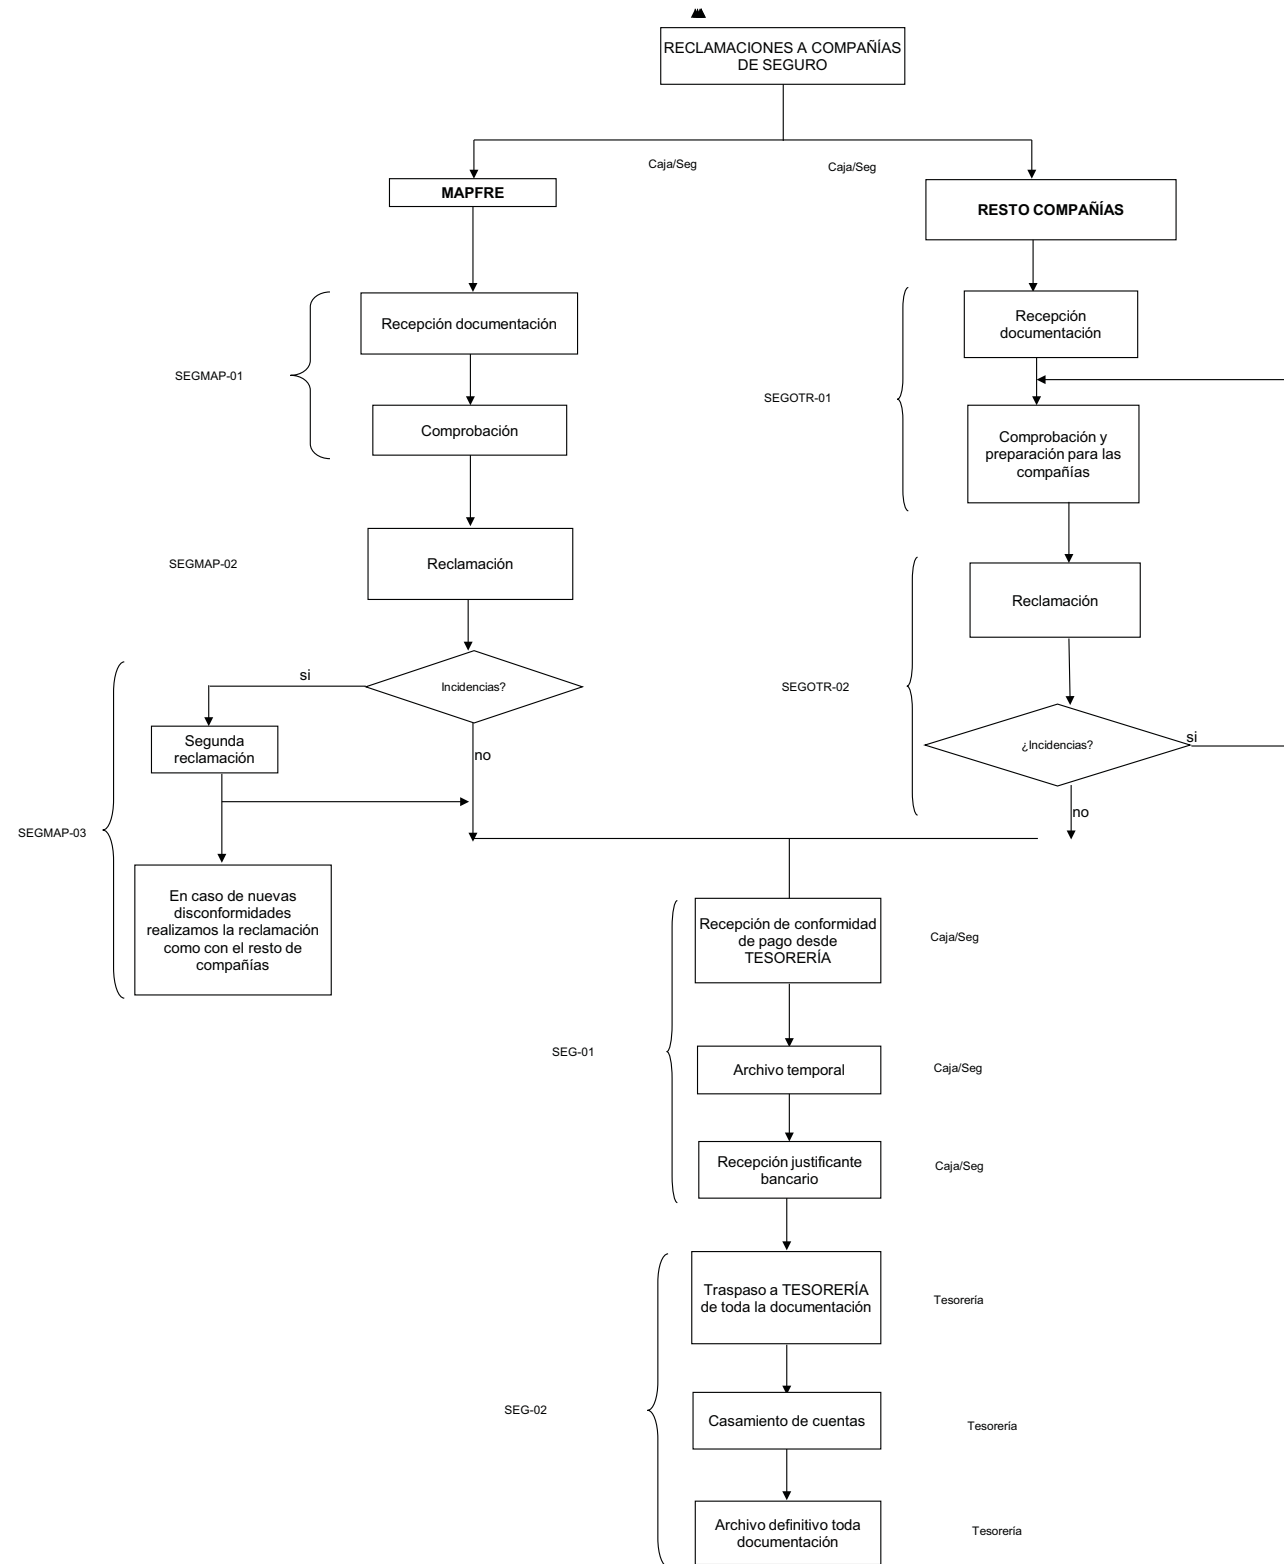 RECLAMACIONES A COMPAÑÍAS
DE SEGURO
Caja/Seg
Caja/Seg
MAPFRE
RESTO COMPAÑÍAS
Recepción documentación
Recepción
documentación
SEGMAP-01
SEGOTR-01
Comprobación
Comprobación y
preparación para las
compañías
SEGMAP-02
Reclamación
Reclamación
si
Incidencias?
SEGOTR-02
Segunda
reclamación
no
¿Incidencias?
si
no
SEGMAP-03
En caso de nuevas
disconformidades
realizamos la reclamación
como con el resto de
compañías
Recepción de conformidad
de pago desde
TESORERÍA
Caja/Seg
SEG-01
Archivo temporal
Caja/Seg
Recepción justificante
bancario
Caja/Seg
Traspaso a TESORERÍA
de toda la documentación
Tesorería
SEG-02
Casamiento de cuentas
Tesorería
Archivo definitivo toda
documentación
Tesorería